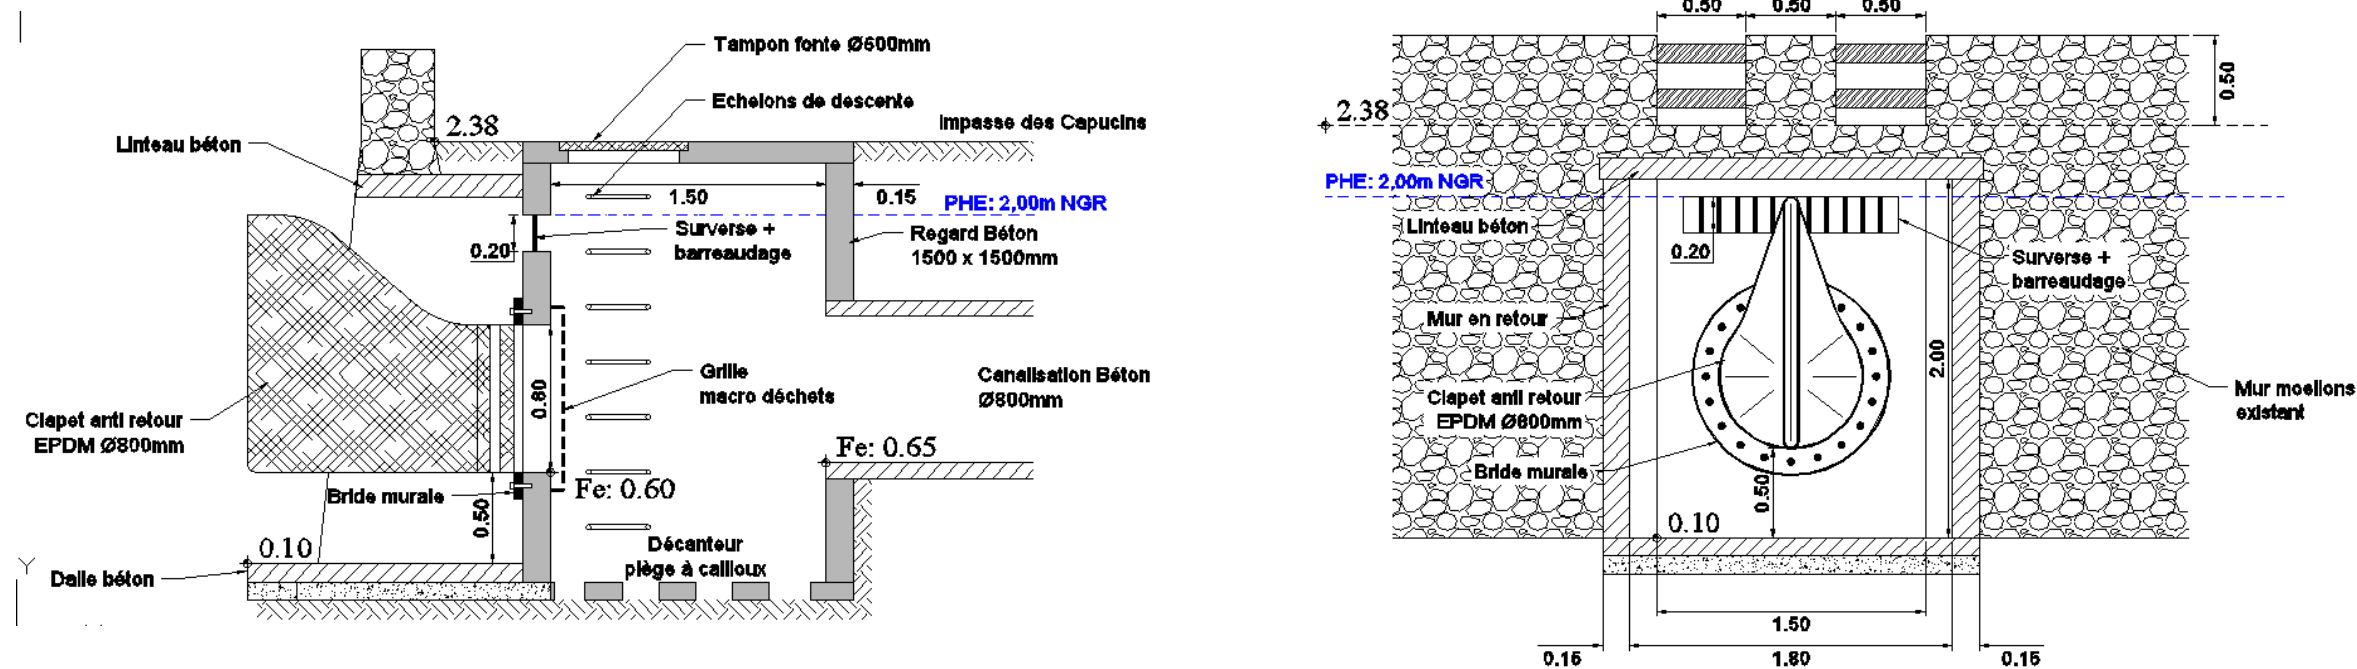 Tampon fonte Ø600mm
Echelons de descente
Impasse des Capucins
2.38
Linteau béton
1.50
0.15
PHE: 2,00m NGR
Surverse +
barreaudage
0.20
Regard Béton
1500 x 1500mm
Grille
macro déchets
0.80
Canalisation Béton
Ø800mm
Clapet anti retour
EPDM Ø800mm
Fe: 0.65
Fe: 0.60
Bride murale
0.50
0.10
Décanteur
piège à cailloux
Dalle béton
Y
0.50
0.50
0.50
0.50
2.38
PHE: 2,00m NGR
Linteau béton
0.20
Surverse +
barreaudage
Mur en retour
2.00
Clapet anti retour
EPDM Ø800mm
Mur moellons
existant
Bride murale
0.50
0.10
1.50
0.15
1.80
0.15